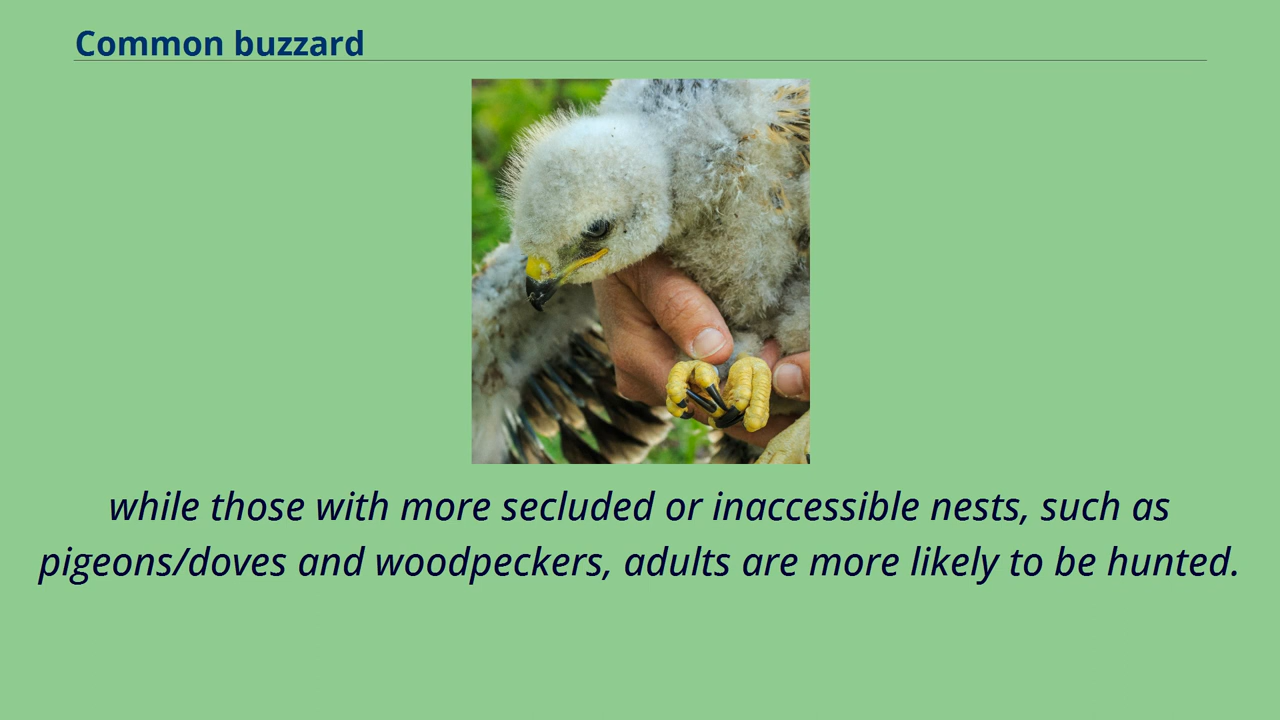 Common buzzard
while those with more secluded or inaccessible nests, such as
pigeons/doves and woodpeckers, adults are more likely to be hunted.